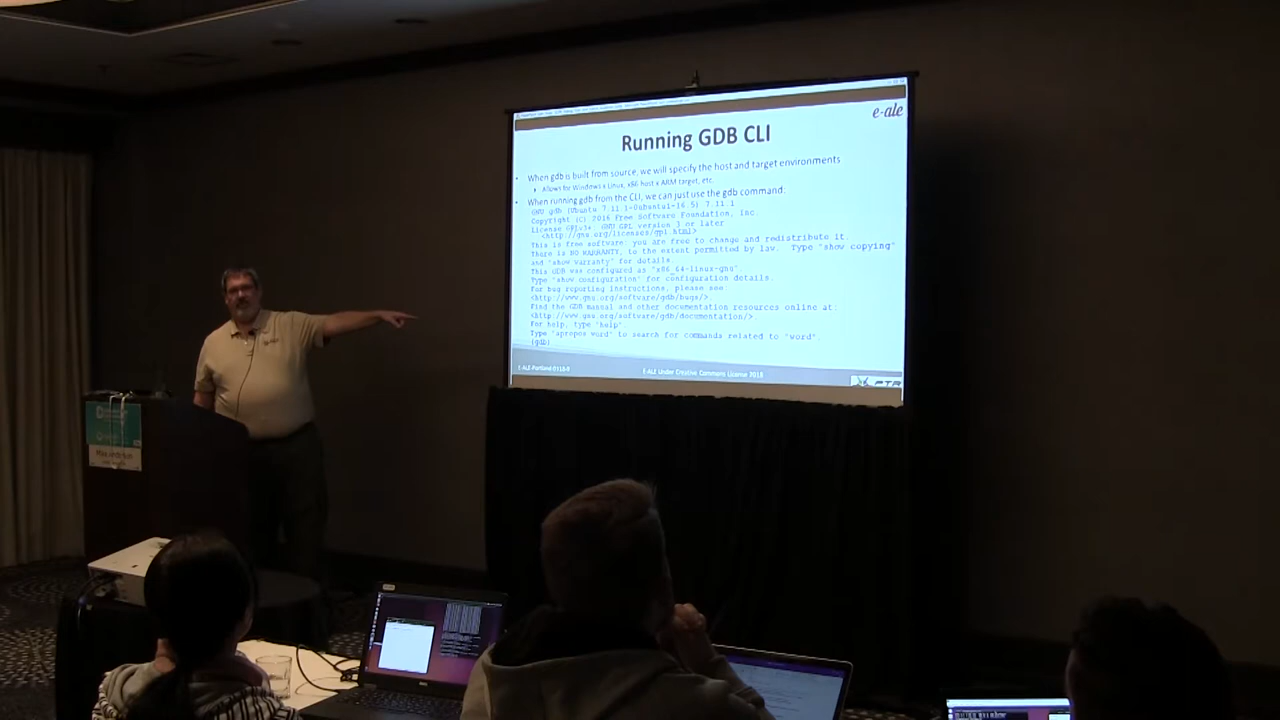 e-ale
Running GDB CLI
When gdb is built from source, we will specify the host and target environments
Allows for Windows x Linux, x86 host x ARM target, etc.
When running gdb from the CLI, we can just use the gdb command:
GNU gdb (Ubuntu 7.11.1-0ubuntu1~16.5) 7.11.1
Copyright (C) 2016 Free Software Foundation, Inc.
License GPLv3+: GNU GPL version 3 or later
<http://gnu.org/licenses/gpl.html>
This is free software: you are free to change and redistribute it.
There is NO WARRANTY, to the extent permitted by law. Type "show copying"
and "show warranty" for details.
This GDB was configured as "x86_64-linux-gnu".
Type "show configuration" for configuration details.
For bug reporting instructions, please see:
<http://www.gnu.org/software/gdb/bugs/>.
Find the GDB manual and other documentation resources online at:
<http://www.gnu.org/software/gdb/documentation/>.
For help, type "help".
Type "apropos word" to search for commands related to "word".
(gdb)
E-ALE-Portland-0318-
E-ALE Under Creative Commons License 2018